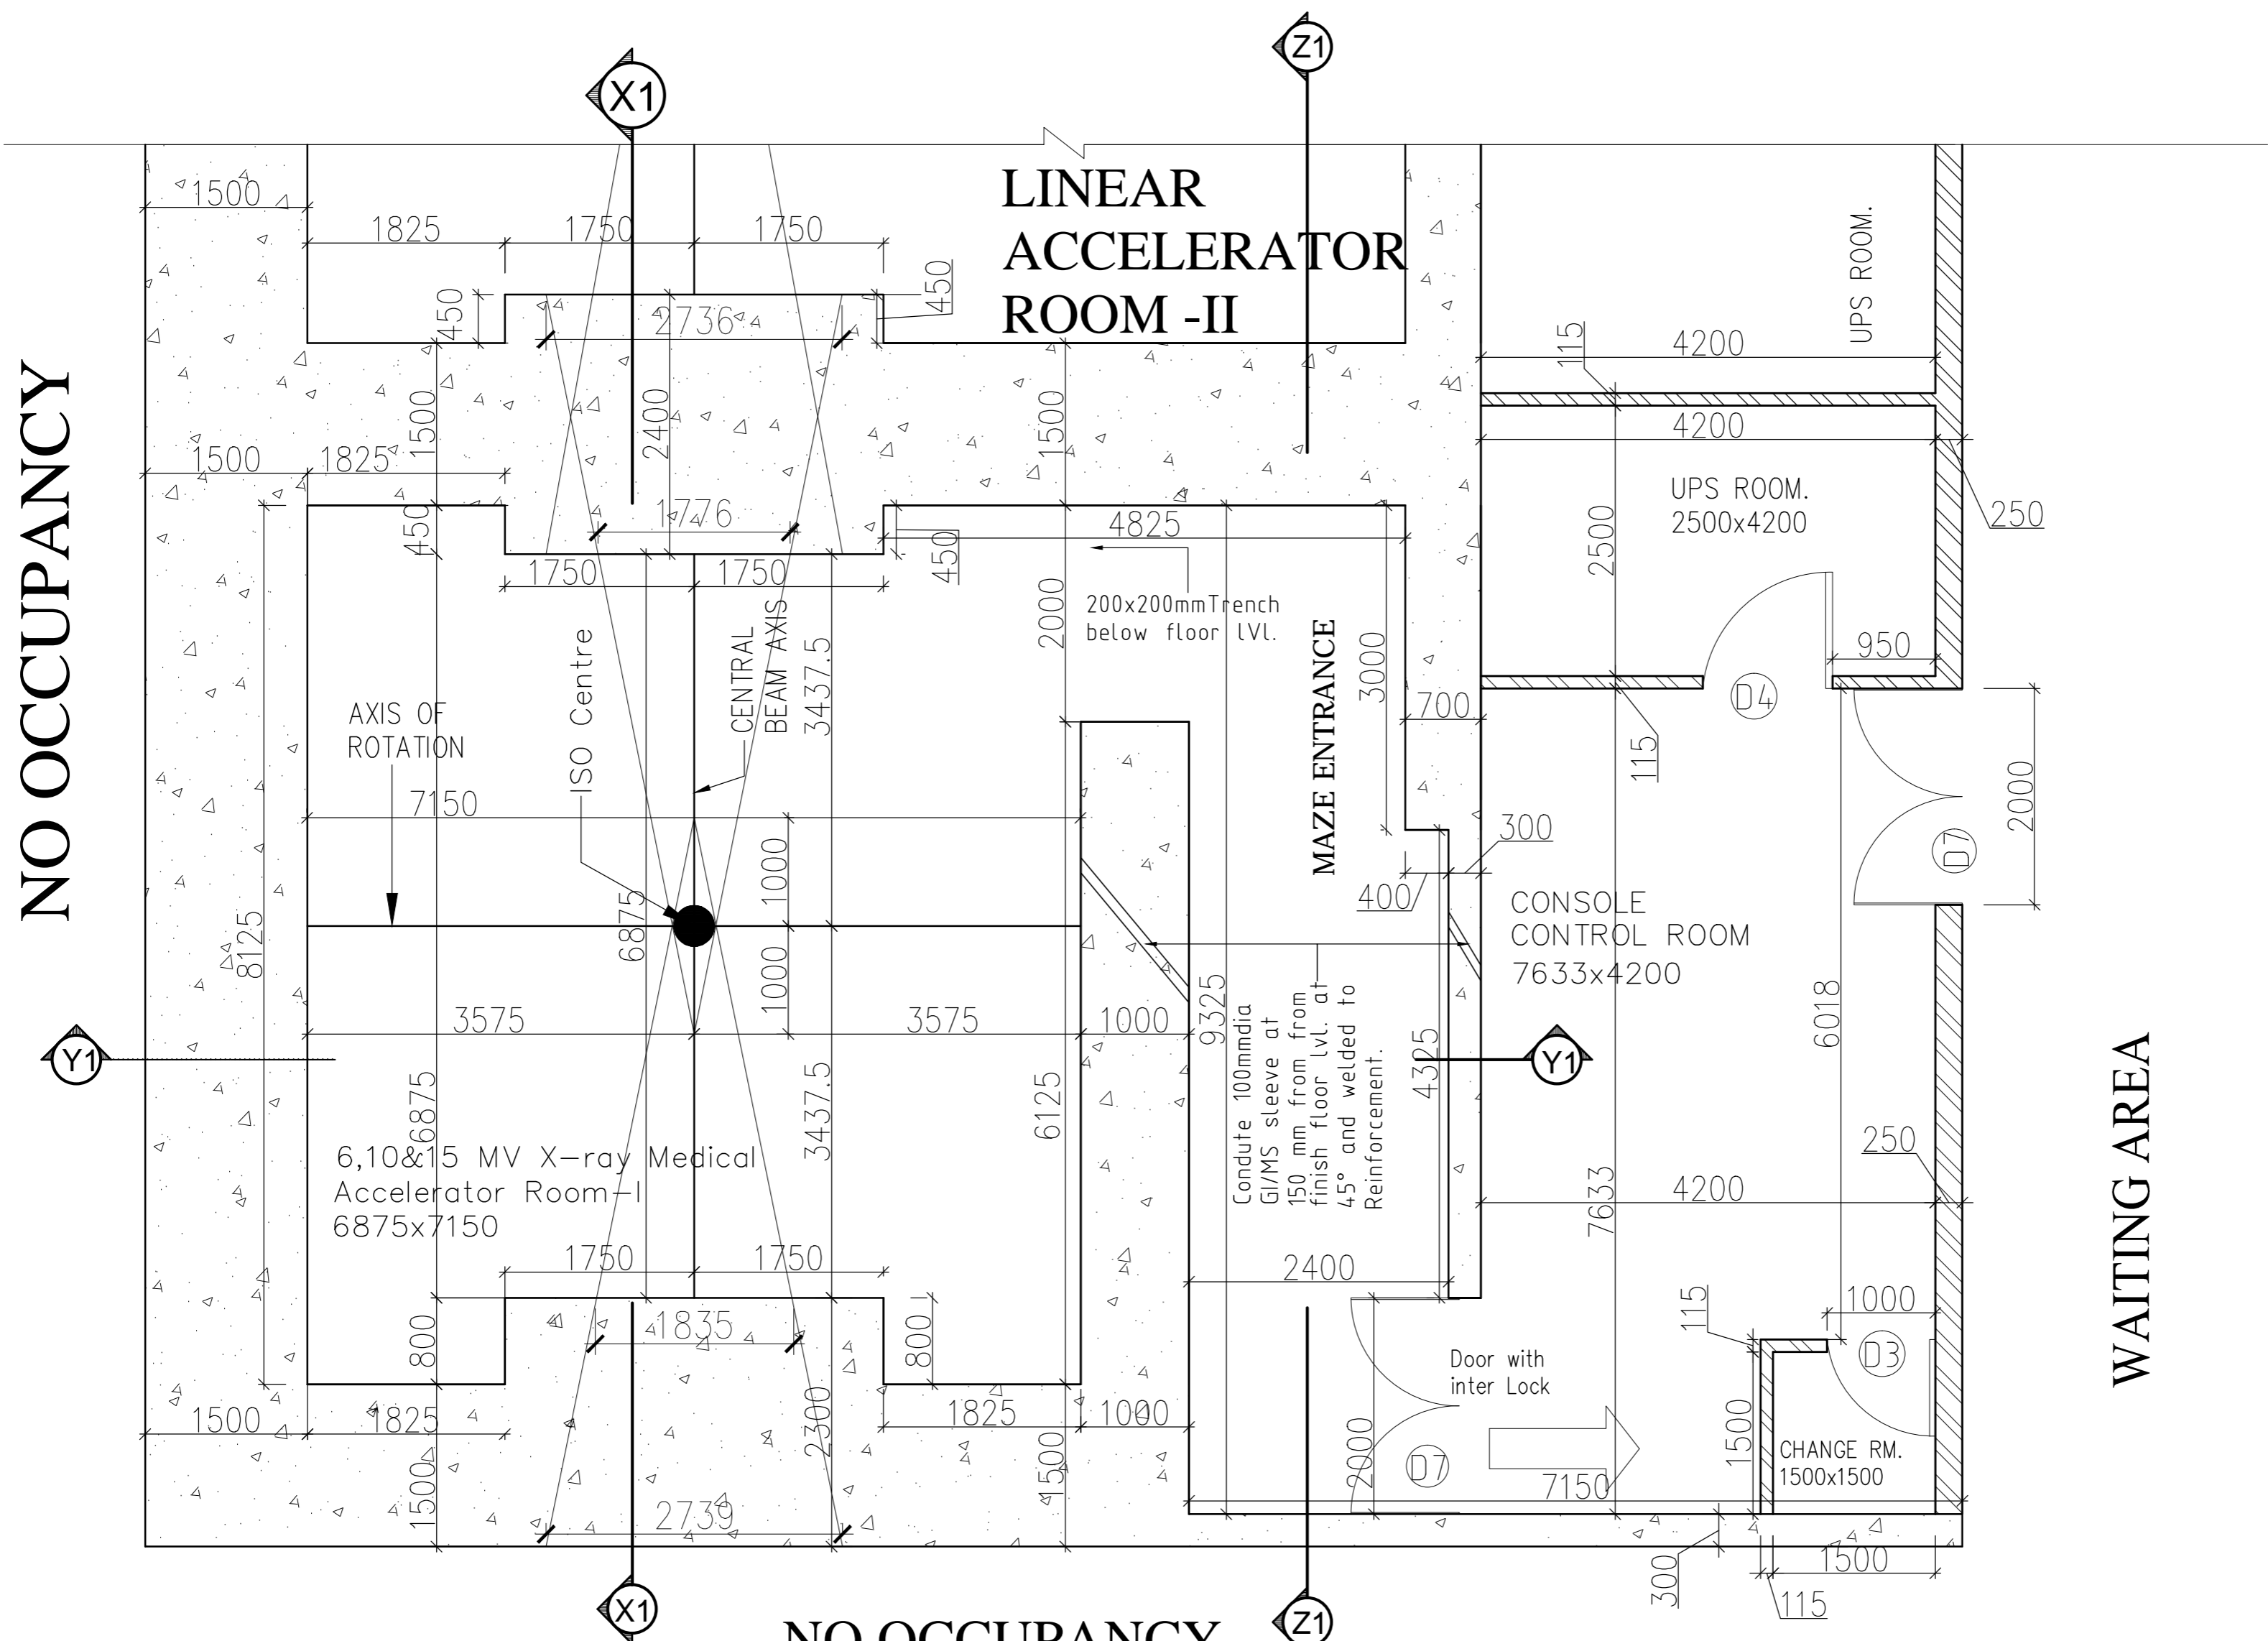 Z1
X1
1500
1825
1750
1750
LINEAR
ACCELERATOR
ROOM -II
UPS ROOM.
450
2736
450
115
4200
1500
2400
1500
4200
NO OCCUPANCY
1500
1825
UPS ROOM.
2500x4200
250
450
1776
4825
450
2500
1750
1750
200x200mmTrench
below floor lVl.
2000
950
ISO Centre
CENTRAL
BEAM AXIS
3437.5
MAZE ENTRANCE
3000
D4
AXIS OF
ROTATION
700
115
7150
2000
D7
300
1000
400
CONSOLE
CONTROL ROOM
7633x4200
8125
6875
1000
3575
3575
1000
9325
Condute 100mmdia
GI/MS sleeve at
150 mm from from
finish floor lvl. at
45° and welded to
Reinforcement.
4325
6018
Y1
Y1
6875
3437.5
6125
250
WAITING AREA
6,10&15 MV X-ray Medical
Accelerator Room-I
6875x7150
7633
4200
1750
1750
2400
800
1835
800
115
1000
Door with
inter Lock
D3
1500
1825
2300
1825
1000
2000
D7
1500
CHANGE RM.
1500x1500
1500
1500
7150
2739
300
1500
115
X1
Z1
NO OCCUPANCY